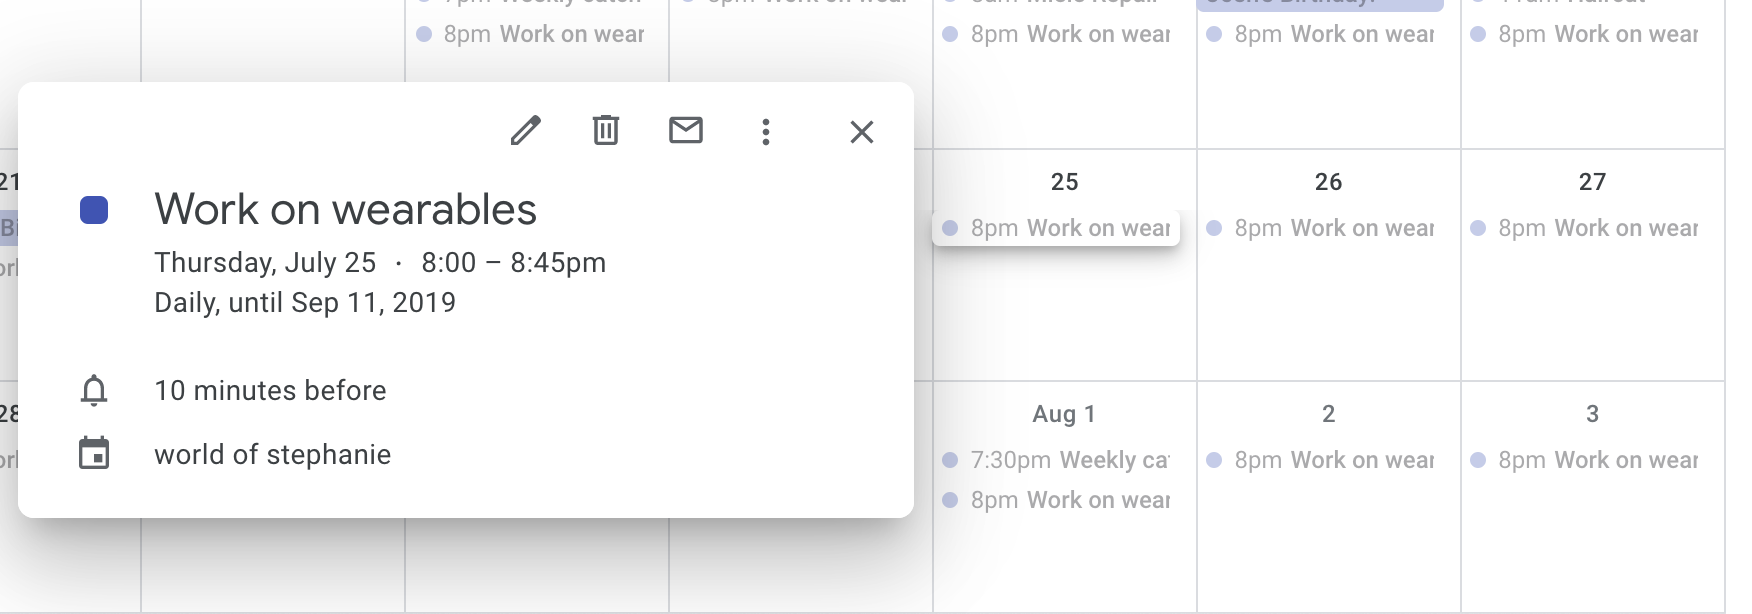 8pm Work on wear
8pm Work on wear
8pm Work on wear
8pm Work on wear
21
25
26
27
Work on wearables
Thursday, July 25 · 8:00 – 8:45pm
Daily, until Sep 11, 2019
10 minutes before
world of stephanie
Bi
8pm Work on wear
8pm Work on wear
8pm Work on wear
28
Aug 1
2
3
7:30pm Weekly ca
8pm Work on wear
8pm Work on wear
8pm Work on wear